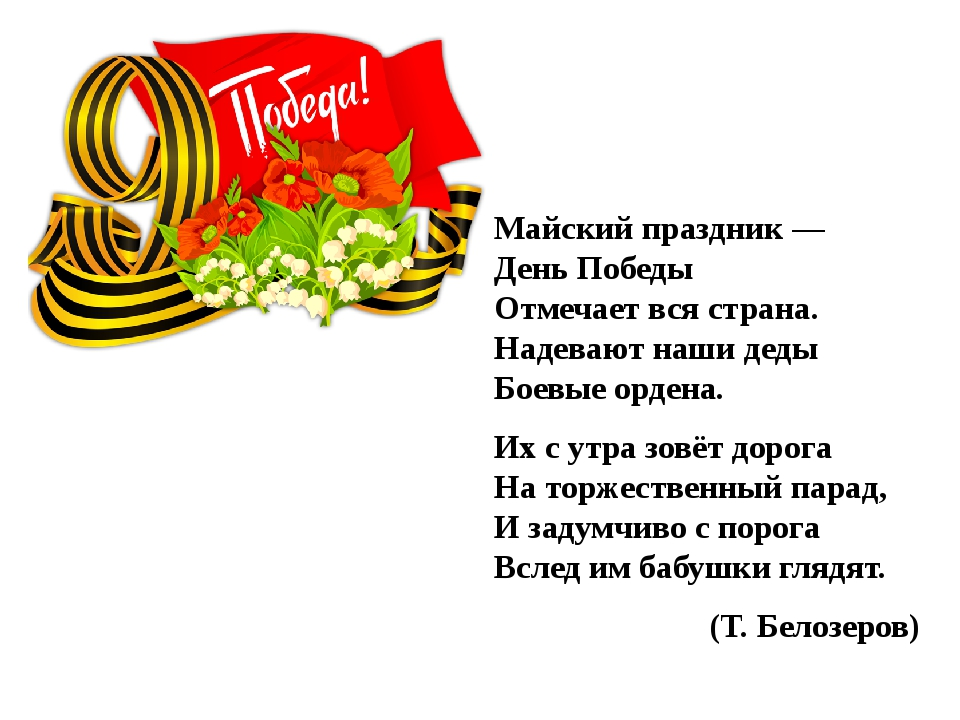 9
Победа!
Майский праздник —
День Победы
Отмечает вся страна.
Надевают наши деды
Боевые ордена.
Их с утра зовёт дорога
На торжественный парад,
И задумчиво с порога
Вслед им бабушки глядят.
(Т. Белозеров)